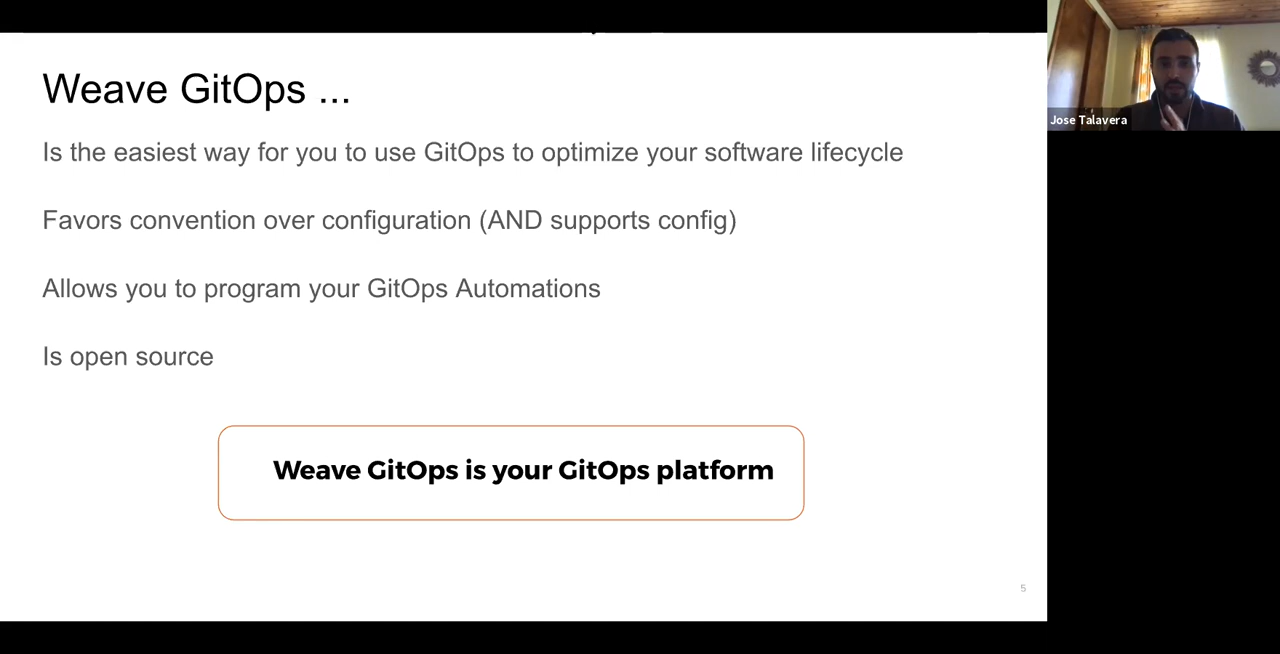 Weave GitOps ...
Is the easiest way for you to use GitOps to optimize your software lifecycle
Favors convention over configuration (AND supports config)
Allows you to program your GitOps Automations
Is open source
Weave GitOps is your GitOps platform
5
Jose Talavera